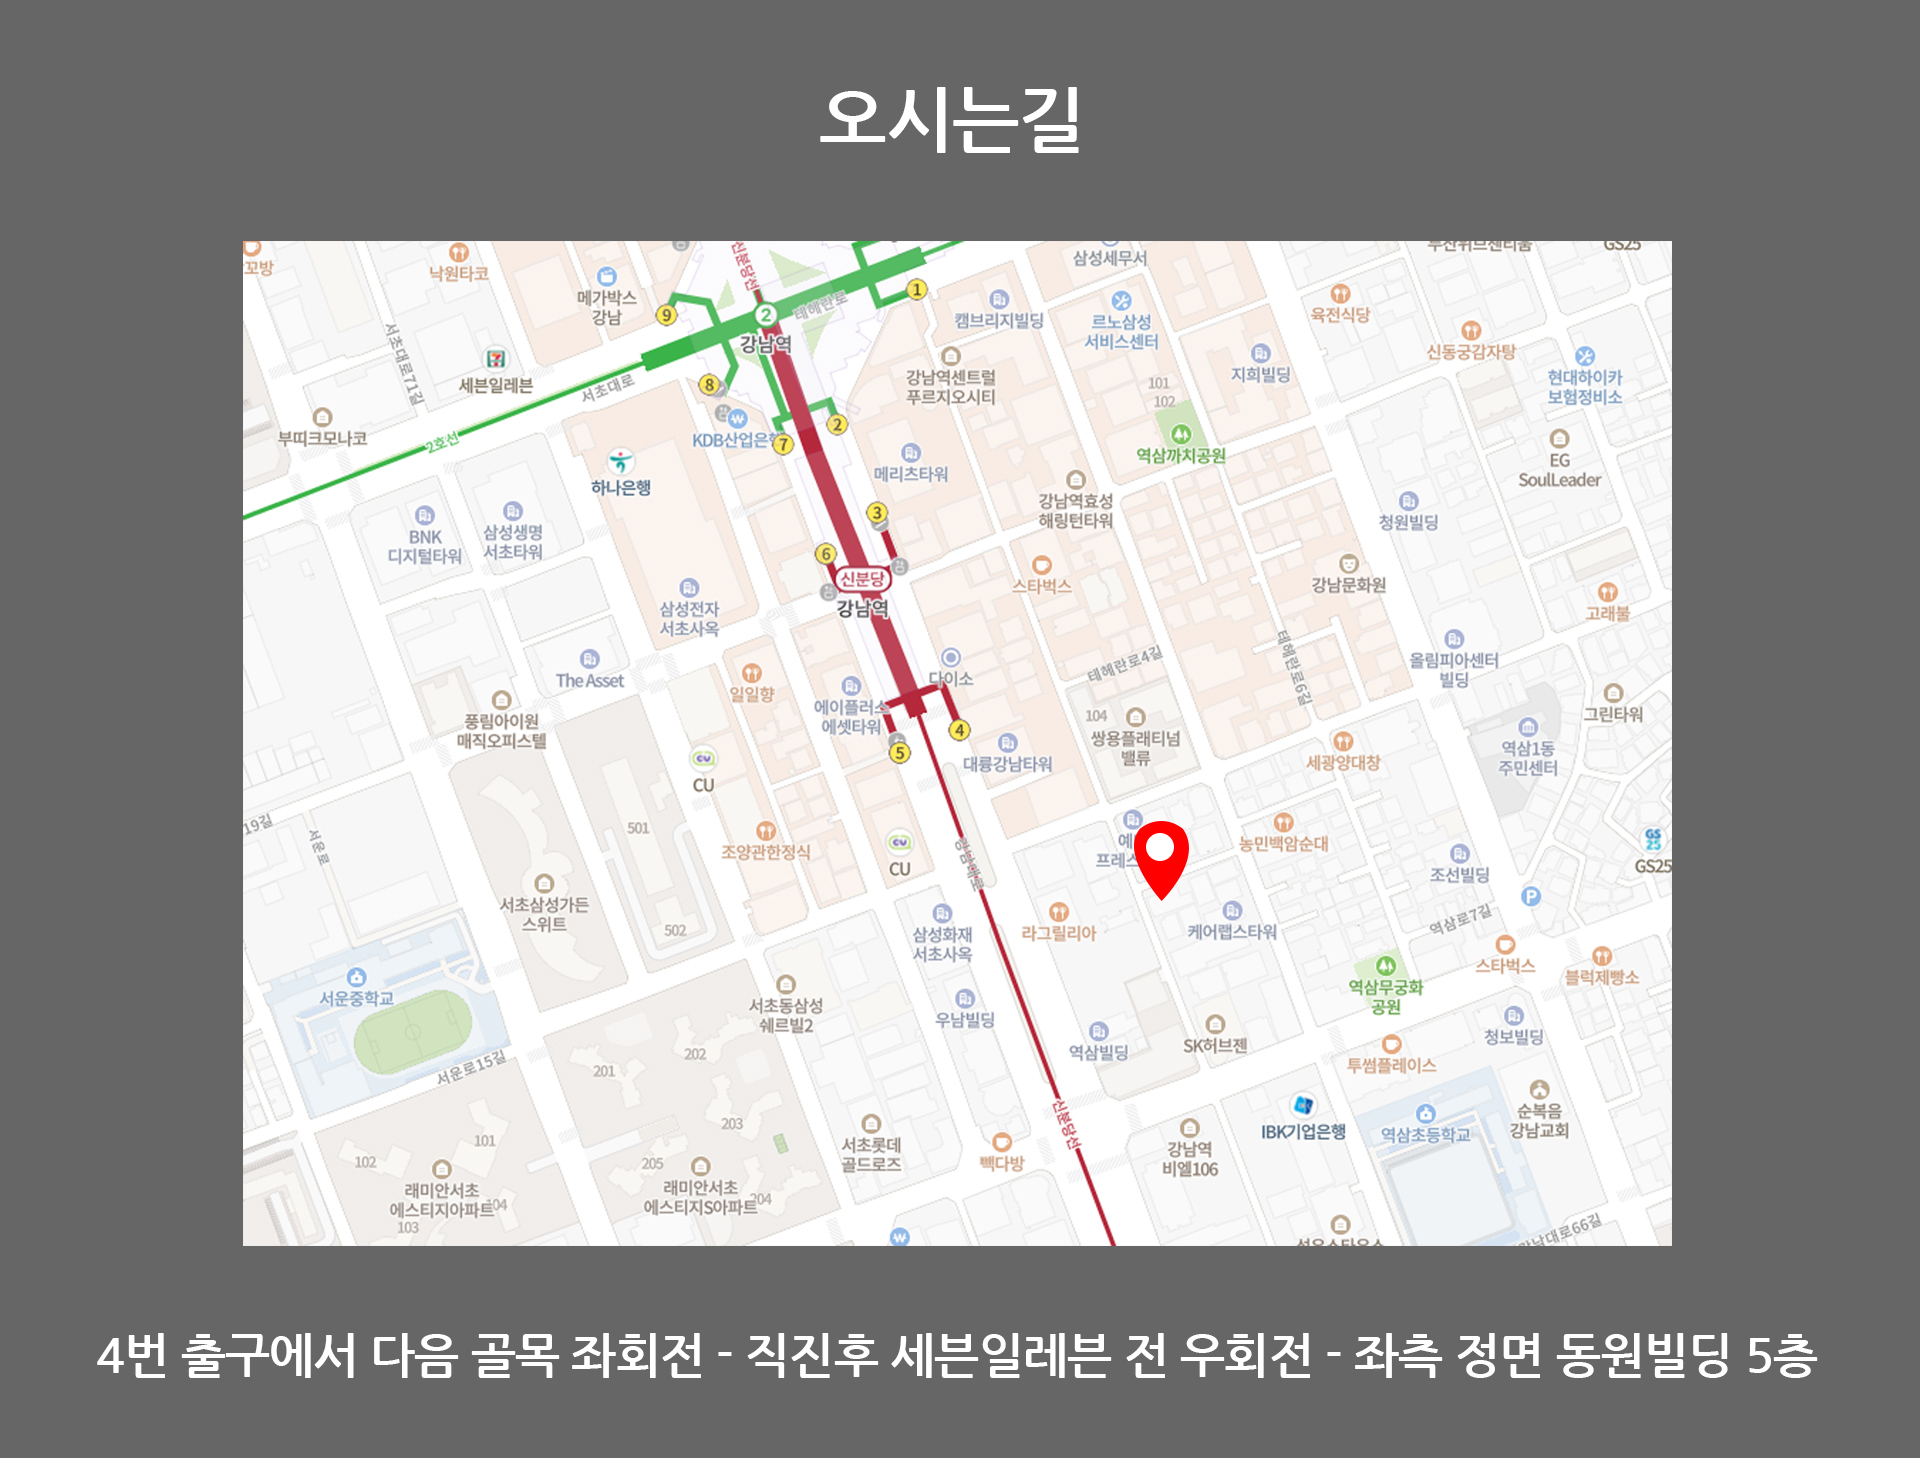 오시는길
꼬방
낙원타코
메가박스
강남
신분당선
테헤란로
삼성세무서
GS25
1
9
2
강남역
캠브리지빌딩
르노삼성
서비스센터
육전식당
신동궁감자탕
서초대로71길
세븐일레븐
서초대로
8
강남역센트럴
푸르지오시티
지희빌딩
현대하이카
보험정비소
101
102
부띠크모나코
2호선
KDB산업은행
7
2
메리츠타워
역삼까치공원
EG
SoulLeader
하나은행
BNK
디지털타워
삼성생명
서초타워
3
강남역효성
해링턴타워
청원빌딩
6
신분당
강남역
스타벅스
강남문화원
고래불
삼성전자
서초사옥
The Asset
일일향
에이플러스
에셋타워
다이소
테헤란로4길
테헤란로6길
올림피아센터
빌딩
풍림아이원
매직오피스텔
4
5
104
쌍용플래티넘
밸류
그린타워
역삼1동
주민센터
CU
대륭강남타워
세광양대창
19길
서운로
501
조양관한정식
CU
강남대로
프레스
농민백암순대
조선빌딩
GS
25
GS25
P
서초삼성가든
스위트
502
삼성화재
서초사옥
라그릴리아
케어랩스타워
역삼로7길
스타벅스
블럭제빵소
서운중학교
서초동삼성
쉐르빌2
우남빌딩
역삼무궁화
공원
역삼빌딩
SK허브젠
청보빌딩
투썸플레이스
서운로15길
201
202
203
신분당선
서초롯데
골드로즈
빽다방
강남역
비엘106
IBK기업은행
역삼초등학교
순복음
강남교회
101
102
래미안서초
에스티지아파트
104
103
205
래미안서초
에스티지S아파트
204
강남대로66길
4번 출구에서 다음 골목 좌회전 - 직진후 세븐일레븐 전 우회전 - 좌측 정면 동원빌딩 5층